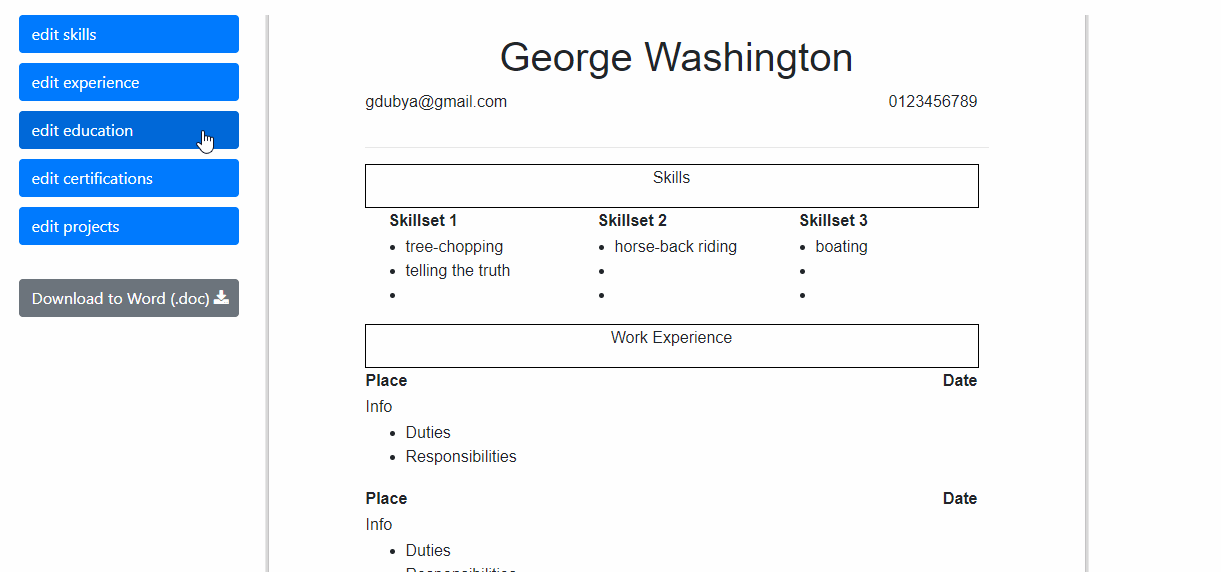 edit skills
edit experience
edit education
edit certifications
edit projects
Download to Word (.doc)
George Washington
gdubya@gmail.com 0123456789
Skills
Skillset 1 Skillset 2 Skillset 3
• tree-chopping • horse-back riding • boating
• telling the truth • •
• • •
Work Experience
Place Date
Info
• Duties
• Responsibilities
Place Date
Info
• Duties
• Responsibilities